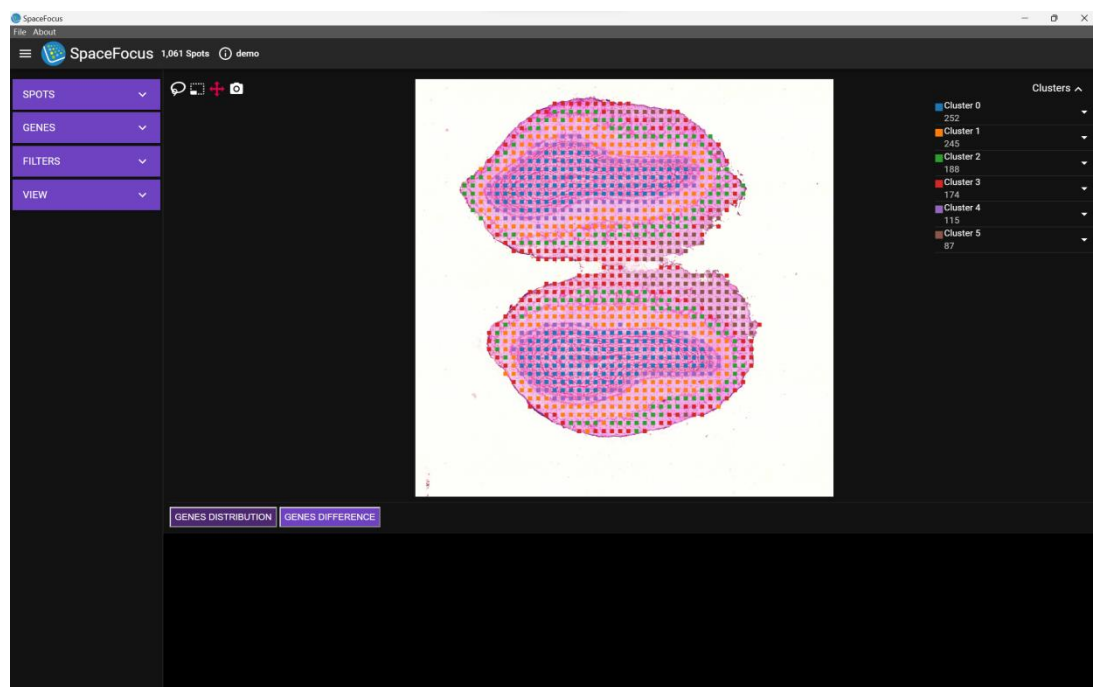 SpaceFocus
File About
SpaceFocus 1,061 Spots demo
SPOTS
GENES
FILTERS
VIEW
Clusters
Cluster 0
252
Cluster 1
245
Cluster 2
188
Cluster 3
174
Cluster 4
115
Cluster 5
87
GENES DISTRIBUTION GENES DIFFERENCE